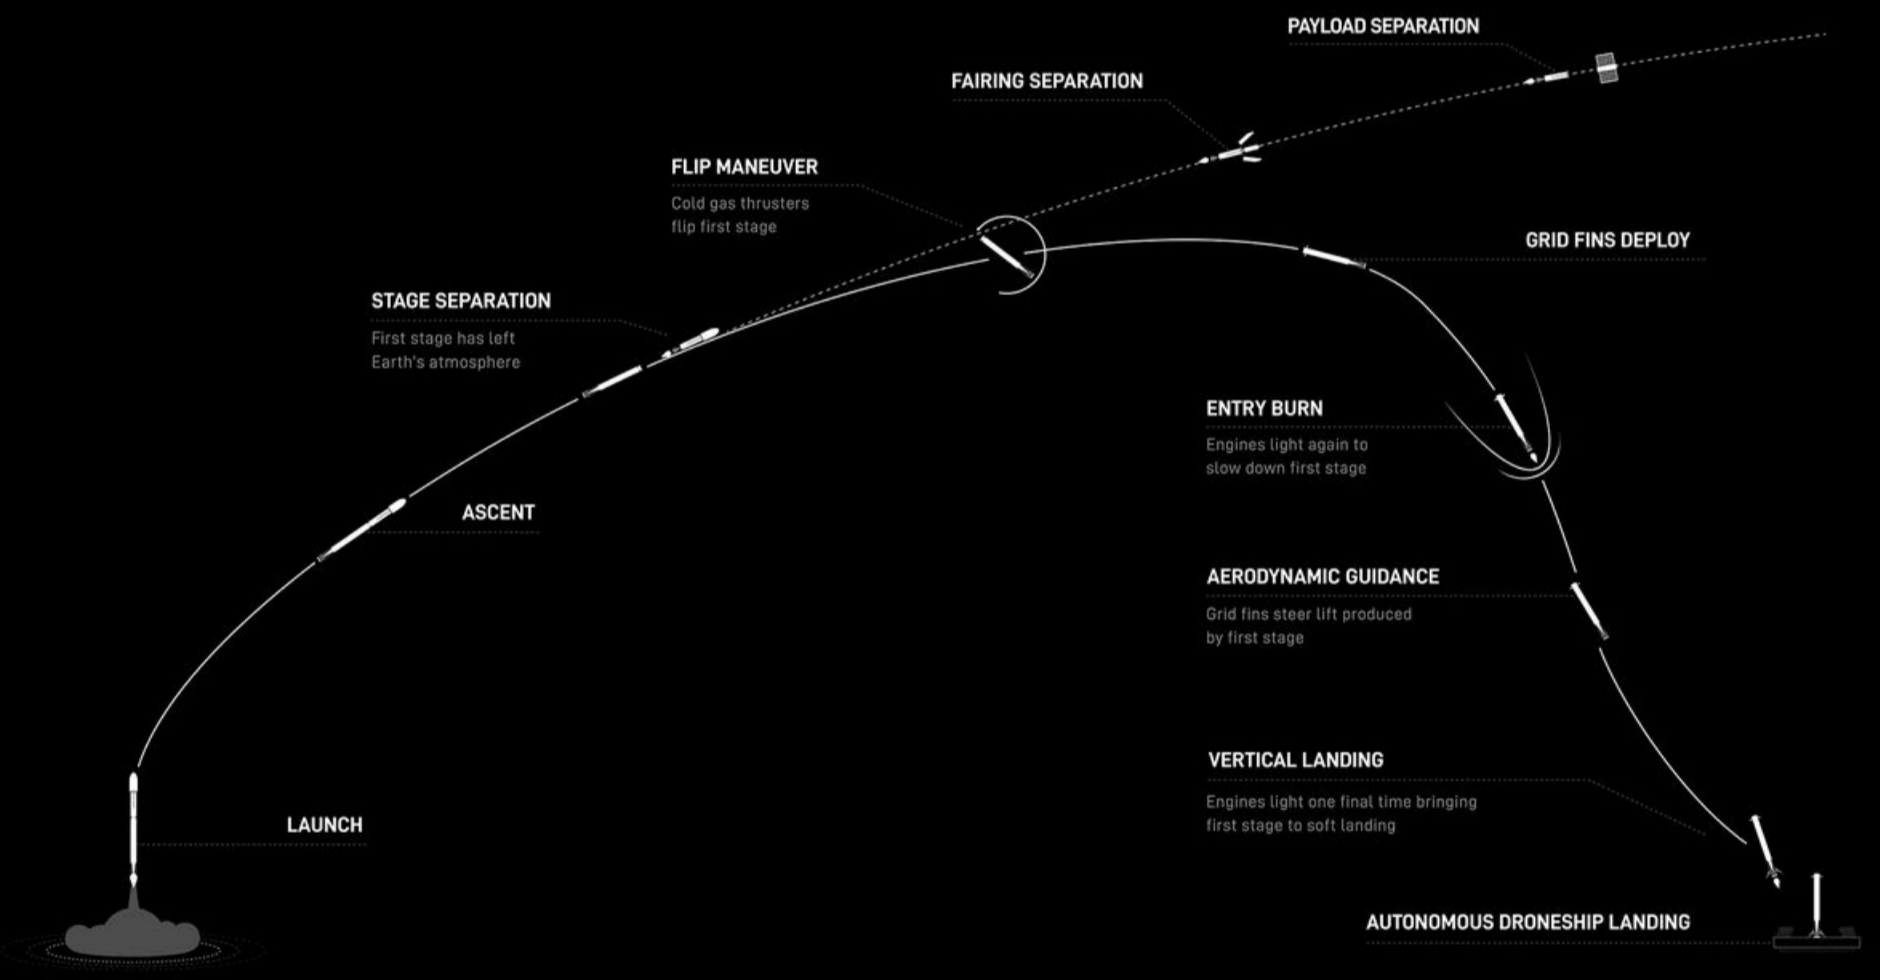 PAYLOAD SEPARATION
FAIRING SEPARATION
FLIP MANEUVER
Cold gas thrusters
flip first stage
GRID FINS DEPLOY
STAGE SEPARATION
First stage has left
Earth's atmosphere
ENTRY BURN
Engines light again to
slow down first stage
ASCENT
AERODYNAMIC GUIDANCE
Grid fins steer lift produced
by first stage
VERTICAL LANDING
Engines light one final time bringing
first stage to soft landing
LAUNCH
AUTONOMOUS DRONESHIP LANDING